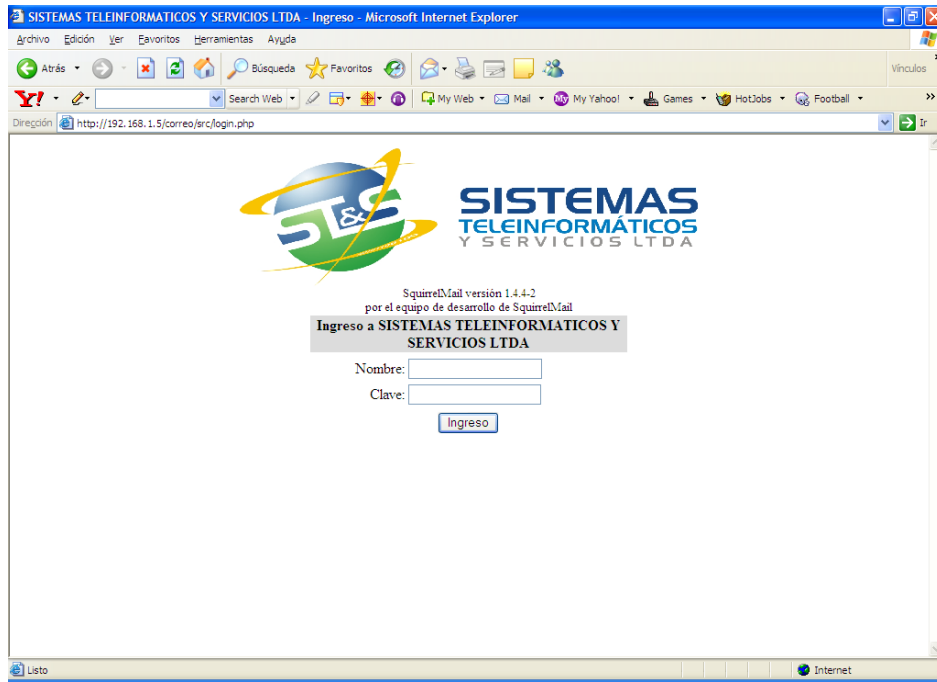 SISTEMAS TELEINFORMATICOS Y SERVICIOS LTDA - Ingreso - Microsoft Internet Explorer
Archivo Edición Ver Favoritos Herramientas Ayuda
Atrás Búsqueda Favoritos Vínculos
Y! Search Web My Web Mail My My Yahoo! Games HotJobs Football »
Dirección http://192.168.1.5/correo/src/login.php Ir
ST&S
SISTEMAS
TELEINFORMÁTICOS
Y SERVICIOS LTDA
SquirrelMail versión 1.4.4-2
por el equipo de desarrollo de SquirrelMail
Ingreso a SISTEMAS TELEINFORMATICOS Y
SERVICIOS LTDA
Nombre:
Clave:
Ingreso
Listo Internet